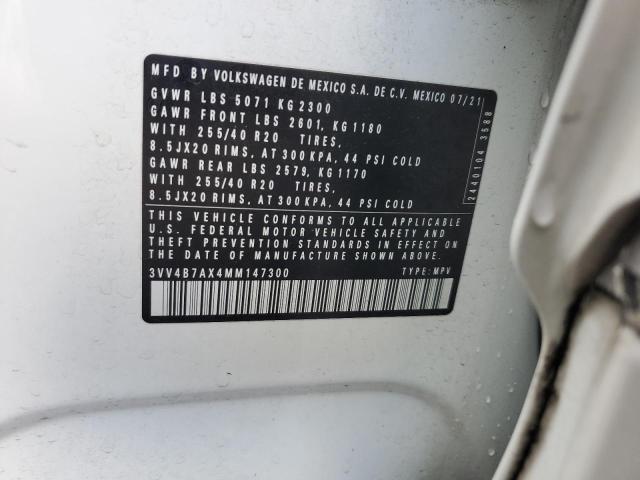 MFD BY VOLKSWAGEN DE MEXICO S.A. DE C.V. MEXICO 07/21
GVWR LBS 5071 KG 2300
GAWR FRONT LBS 2601, KG 1180
WITH 255/40 R20 TIRES,
8.5JX20 RIMS, AT 300 KPA, 44 PSI COLD
GAWR REAR LBS 2579, KG 1170
WITH 255/40 R20 TIRES,
8.5JX20 RIMS, AT 300 KPA, 44 PSI COLD
THIS VEHICLE CONFORMS TO ALL APPLICABLE
U.S. FEDERAL MOTOR VEHICLE SAFETY AND
THEFT PREVENTION STANDARDS IN EFFECT ON
THE DATE OF MANUFACTURE SHOWN ABOVE.
3VV4B7AX4MM147300 TYPE: MPV
2440104 3588